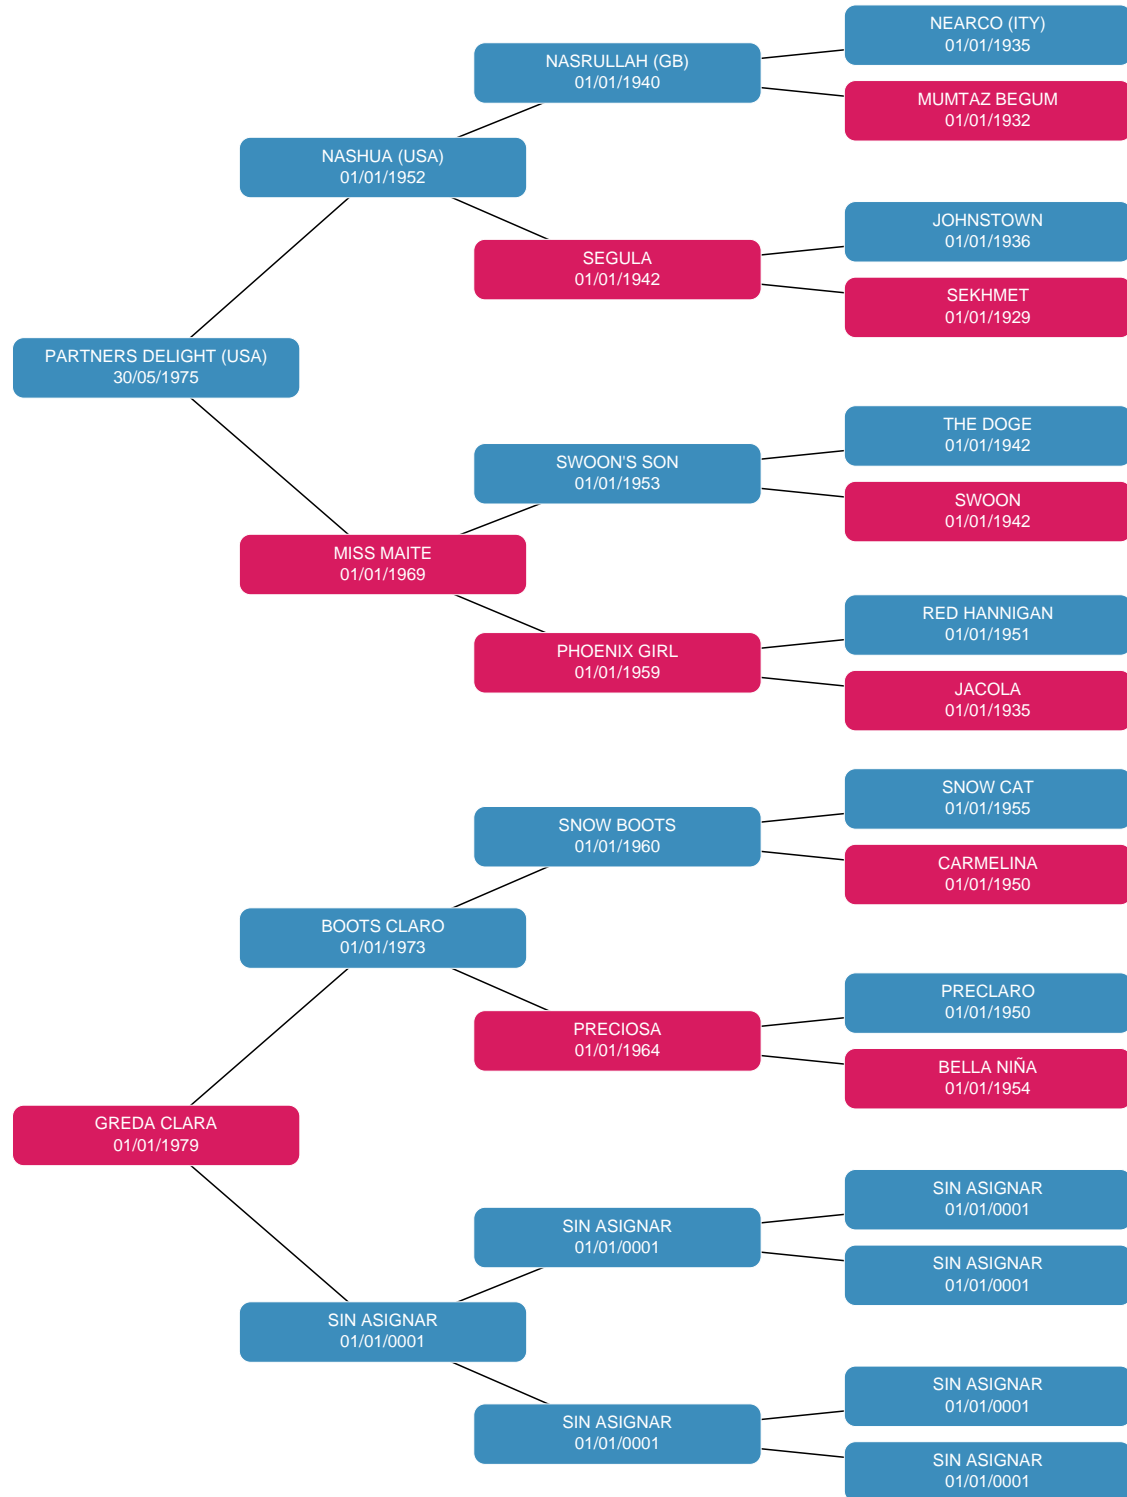 NEARCO (ITY)
01/01/1935
NASRULLAH (GB)
01/01/1940
MUMTAZ BEGUM
01/01/1932
NASHUA (USA)
01/01/1952
JOHNSTOWN
01/01/1936
SEGULA
01/01/1942
SEKHMET
01/01/1929
PARTNERS DELIGHT (USA)
30/05/1975
THE DOGE
01/01/1942
SWOON'S SON
01/01/1953
SWOON
01/01/1942
MISS MAITE
01/01/1969
RED HANNIGAN
01/01/1951
PHOENIX GIRL
01/01/1959
JACOLA
01/01/1935
SNOW CAT
01/01/1955
SNOW BOOTS
01/01/1960
CARMELINA
01/01/1950
BOOTS CLARO
01/01/1973
PRECLARO
01/01/1950
PRECIOSA
01/01/1964
BELLA NIÑA
01/01/1954
GREDA CLARA
01/01/1979
SIN ASIGNAR
01/01/0001
SIN ASIGNAR
01/01/0001
SIN ASIGNAR
01/01/0001
SIN ASIGNAR
01/01/0001
SIN ASIGNAR
01/01/0001
SIN ASIGNAR
01/01/0001
SIN ASIGNAR
01/01/0001